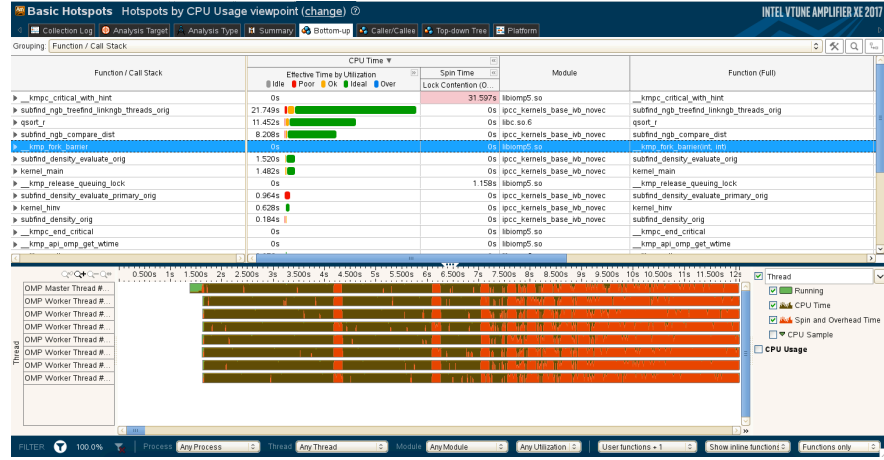 Basic Hotspots Hotspots by CPU Usage viewpoint (change) INTEL VTUNE AMPLIFIER XE 2017
Collection Log Analysis Target Analysis Type Summary Bottom-up Caller/Callee Top-down Tree Platform
Grouping: Function / Call Stack
Function / Call Stack CPU Time Module Function (Full)
Effective Time by Utilization Spin Time
Idle Poor Ok Ideal Over Lock Contention (O...
__kmpc_critical_with_hint 0s 31.597s libiomp5.so __kmpc_critical_with_hint
subfind_ngb_treefind_linkngb_threads_orig 21.749s 0s ipcc_kernels_base_ivb_novec subfind_ngb_treefind_linkngb_threads_orig
qsort_r 11.452s 0s libc.so.6 qsort_r
subfind_ngb_compare_dist 8.208s 0s ipcc_kernels_base_ivb_novec subfind_ngb_compare_dist
__kmp_fork_barrier 0s 0s libiomp5.so __kmp_fork_barrier(int, int)
subfind_density_evaluate_orig 1.520s 0s ipcc_kernels_base_ivb_novec subfind_density_evaluate_orig
kernel_main 1.482s 0s ipcc_kernels_base_ivb_novec kernel_main
__kmp_release_queuing_lock 0s 1.158s libiomp5.so __kmp_release_queuing_lock
subfind_density_evaluate_primary_orig 0.964s 0s ipcc_kernels_base_ivb_novec subfind_density_evaluate_primary_orig
kernel_hinv 0.628s 0s ipcc_kernels_base_ivb_novec kernel_hinv
subfind_density_orig 0.184s 0s ipcc_kernels_base_ivb_novec subfind_density_orig
__kmpc_end_critical 0s 0s libiomp5.so __kmpc_end_critical
__kmp_api_omp_get_wtime 0s 0s libiomp5.so __kmp_api_omp_get_wtime
0.500s 1s 1.500s 2s 2.500s 3s 3.500s 4s 4.500s 5s 5.500s 6s 6.500s 7s 7.500s 8s 8.500s 9s 9.500s 10s 10.500s 11s 11.500s 12s
Thread
OMP Master Thread #...
OMP Worker Thread #...
OMP Worker Thread #...
OMP Worker Thread #...
OMP Worker Thread #...
OMP Worker Thread #...
OMP Worker Thread #...
OMP Worker Thread #...
Thread
Running
CPU Time
Spin and Overhead Time
CPU Sample
CPU Usage
FILTER 100.0% Process Any Process Thread Any Thread Module Any Module Any Utilization User functions + 1 Show inline functions Functions only